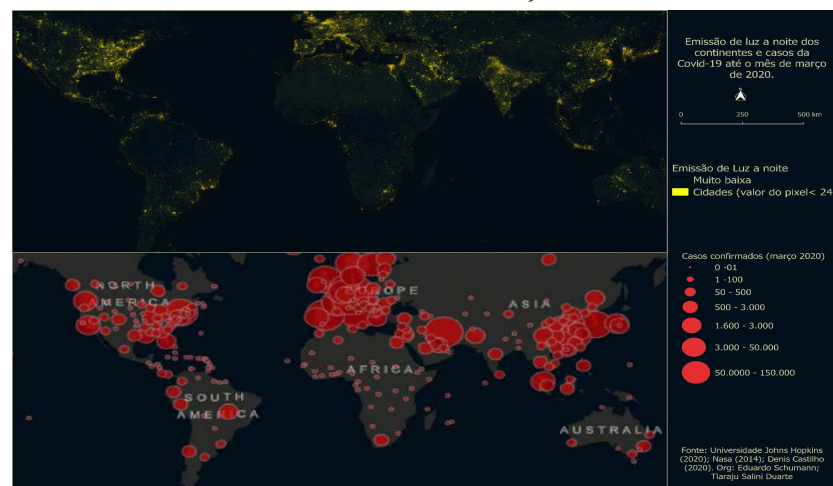 Emissão de luz a noite dos
continentes e casos da
Covid-19 até o mês de março
de 2020.
0 250 500 km
Emissão de Luz a noite
Muito baixa
Cidades (valor do pixel< 24
NORTH
AMERICA
EUROPE
ASIA
AFRICA
SOUTH
AMERICA
AUSTRALIA
Casos confirmados (março 2020)
0 -01
1 -100
50 - 500
500 - 3.000
1.600 - 3.000
3.000 - 50.000
50.0000 - 150.000
Fonte: Universidade Johns Hopkins
(2020); Nasa (2014); Denis Castilho
(2020). Org: Eduardo Schumann;
Tiaraju Salini Duarte